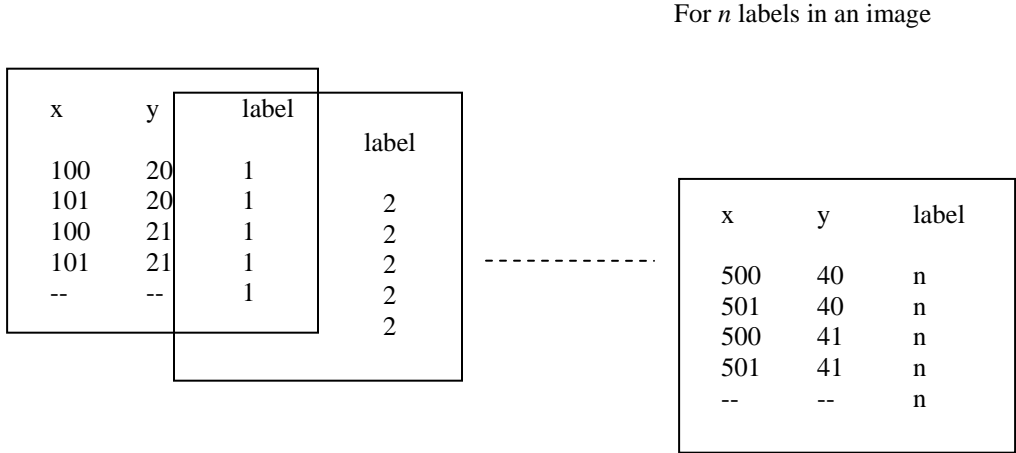 For n labels in an image
x y label
100 20 1
101 20 1
100 21 1
101 21 1
-- -- 1
label
2
2
2
2
2
x y label
500 40 n
501 40 n
500 41 n
501 41 n
-- -- n